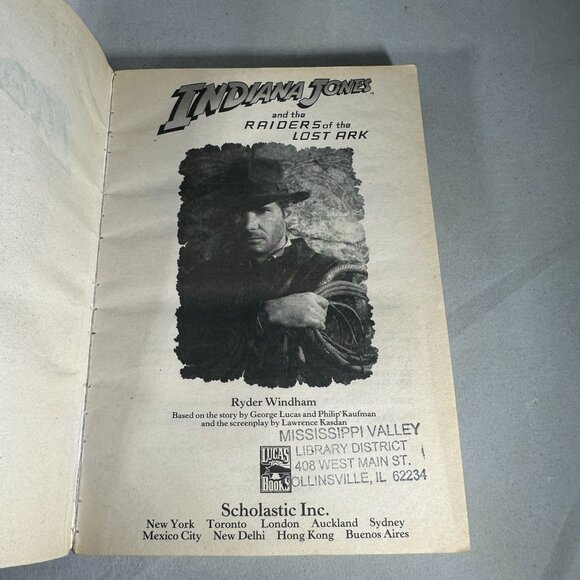 INDIANA JONES™
and the
RAIDERS of the
LOST ARK
Ryder Windham
Based on the story by George Lucas and Philip Kaufman
and the screenplay by Lawrence Kasdan
MISSISSIPPI VALLEY
LIBRARY DISTRICT
408 WEST MAIN ST.
OLLINSVILLE, IL 62234
LUCAS
BOOKS
Scholastic Inc.
New York Toronto London Auckland Sydney
Mexico City New Delhi Hong Kong Buenos Aires